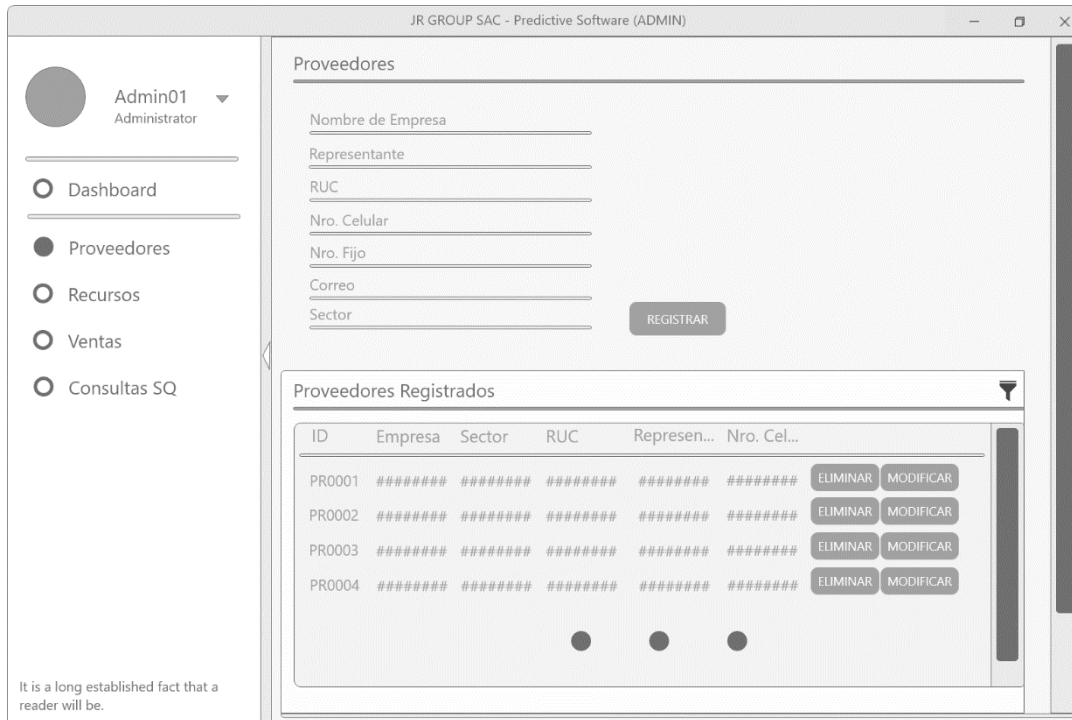 JR GROUP SAC - Predictive Software (ADMIN)
Admin01
Administrator
Dashboard
Proveedores
Recursos
Ventas
Consultas SQ
It is a long established fact that a
reader will be.
Proveedores
Nombre de Empresa
Representante
RUC
Nro. Celular
Nro. Fijo
Correo
Sector
REGISTRAR
Proveedores Registrados
ID Empresa Sector RUC Represen... Nro. Cel...
PR0001 ######## ######## ######## ######## ######## ELIMINAR MODIFICAR
PR0002 ######## ######## ######## ######## ######## ELIMINAR MODIFICAR
PR0003 ######## ######## ######## ######## ######## ELIMINAR MODIFICAR
PR0004 ######## ######## ######## ######## ######## ELIMINAR MODIFICAR